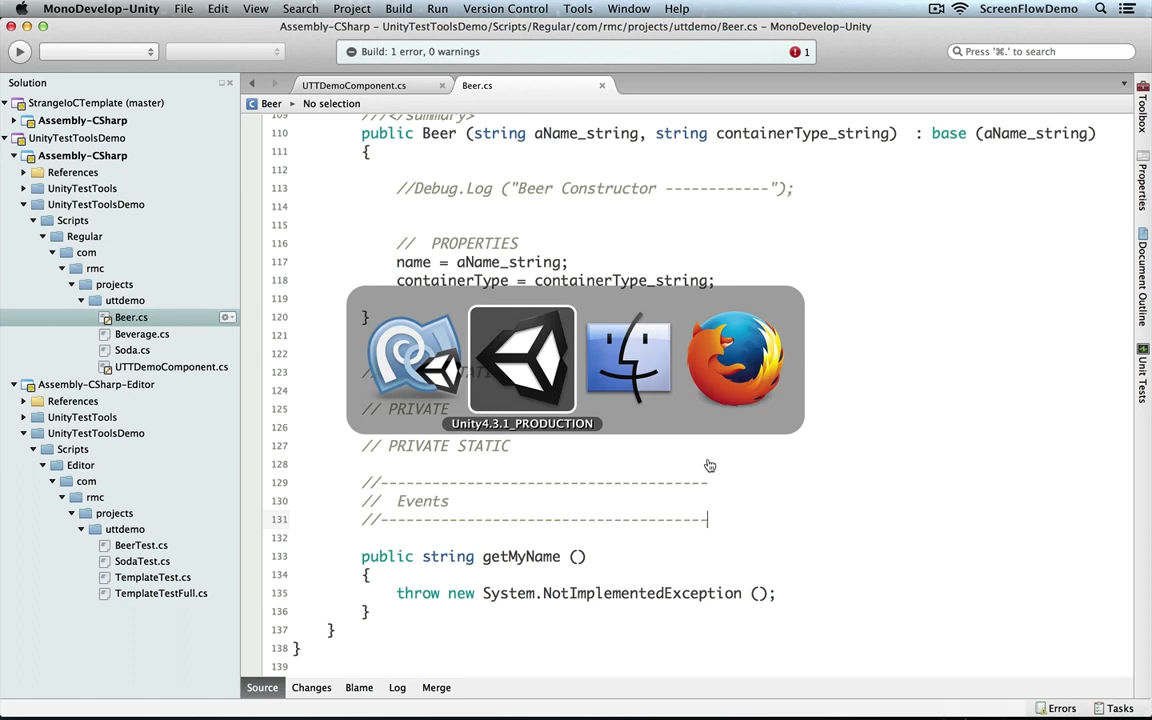 MonoDevelop-Unity File Edit View Search Project Build Run Version Control Tools Window Help ScreenFlowDemo
Assembly-CSharp - UnityTestToolsDemo/Scripts/Regular/com/rmc/projects/uttdemo/Beer.cs - MonoDevelop-Unity
Build: 1 error, 0 warnings 1 Press '⌘.' to search
Solution
StrangeIoCTemplate (master)
Assembly-CSharp
UnityTestToolsDemo
Assembly-CSharp
References
UnityTestTools
UnityTestToolsDemo
Scripts
Regular
com
rmc
projects
uttdemo
Beer.cs
Beverage.cs
Soda.cs
UTTDemoComponent.cs
Assembly-CSharp-Editor
References
UnityTestTools
UnityTestToolsDemo
Scripts
Editor
com
rmc
projects
uttdemo
BeerTest.cs
SodaTest.cs
TemplateTest.cs
TemplateTestFull.cs
UTTDemoComponent.cs Beer.cs
Beer No selection
109 ///</summary>
110 public Beer (string aName_string, string containerType_string) : base (aName_string)
111 {
112
113 //Debug.Log ("Beer Constructor ------------");
114
115
116 // PROPERTIES
117 name = aName_string;
118 containerType = containerType_string;
119
120 }
121
122
123
124
125 // PRIVATE
126
127 // PRIVATE STATIC
128
129 //--------------------------------------
130 // Events
131 //--------------------------------------
132
133 public string getMyName ()
134 {
135 throw new System.NotImplementedException ();
136 }
137 }
138 }
139
Unity4.3.1_PRODUCTION
Source Changes Blame Log Merge
Toolbox
Properties
Document Outline
Unit Tests
Errors Tasks